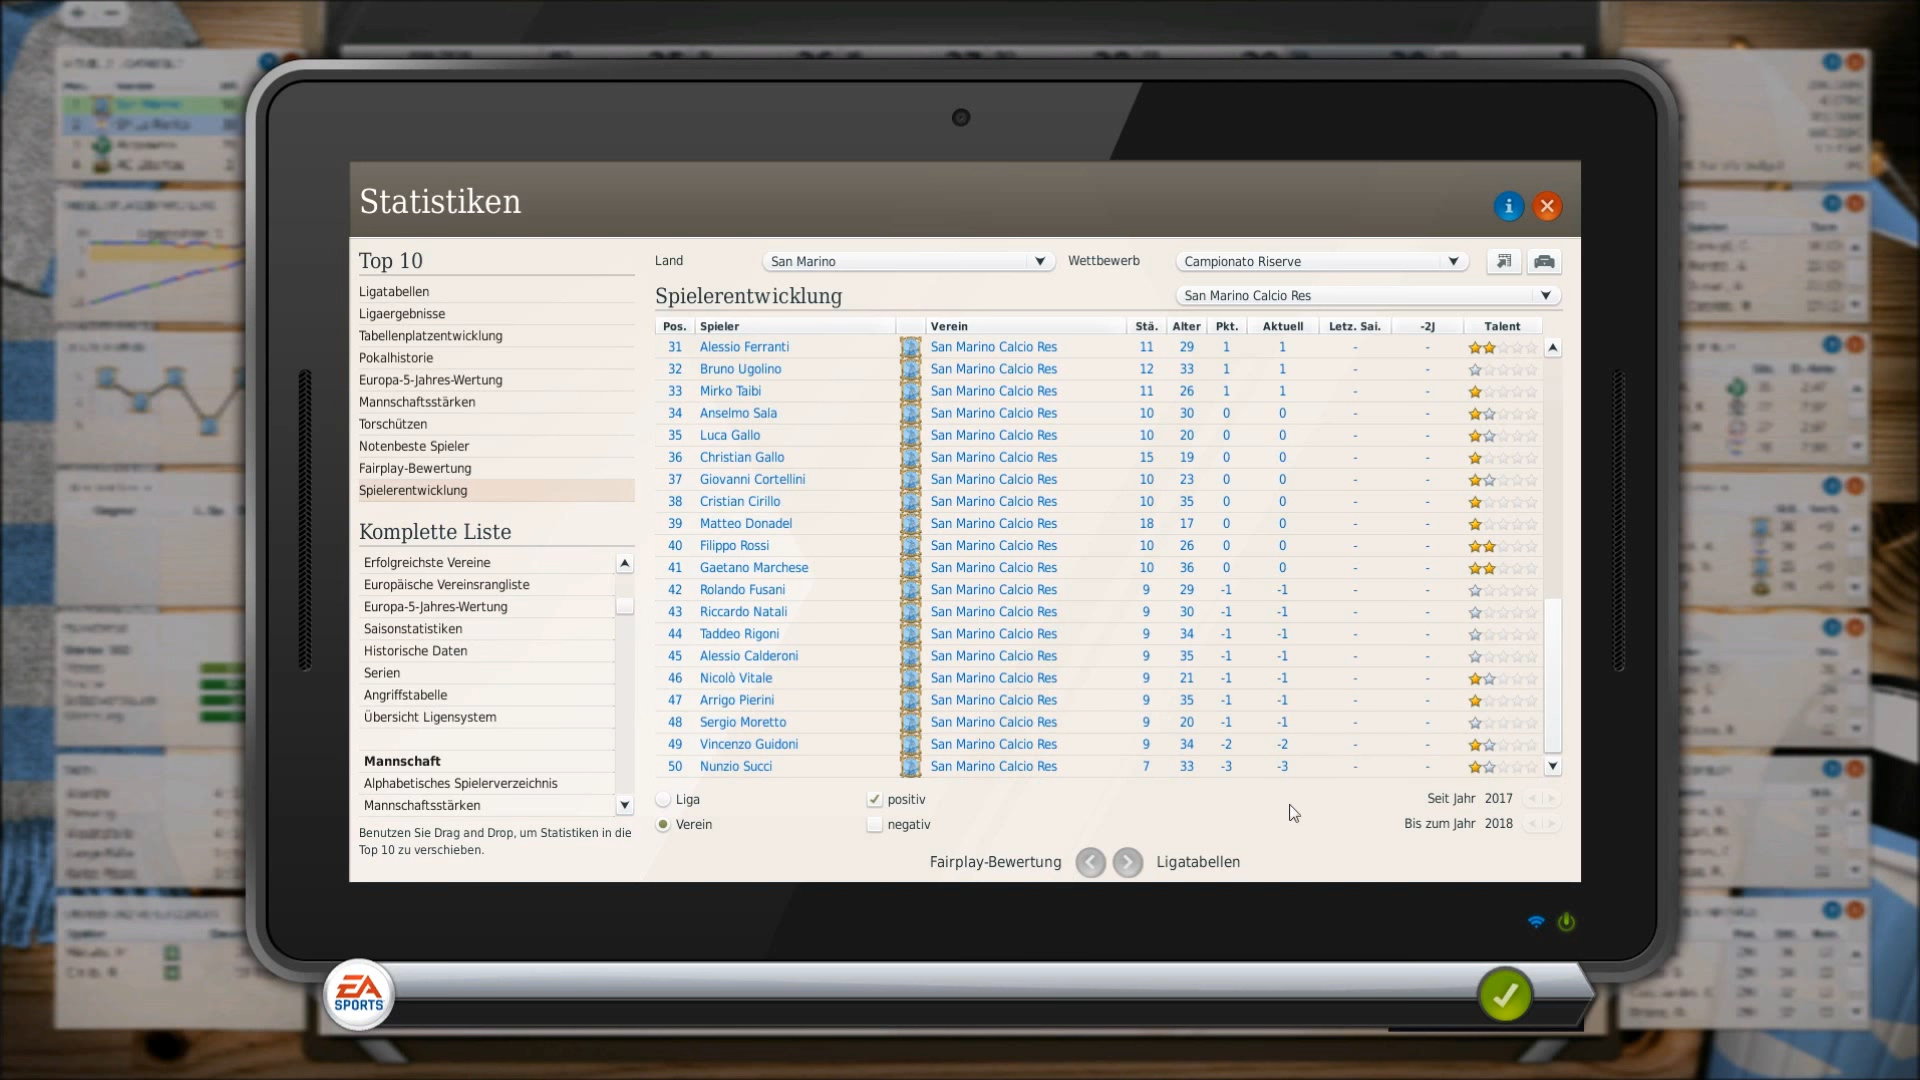 Statistiken
Top 10
Ligatabellen
Ligaergebnisse
Tabellenplatzentwicklung
Pokalhistorie
Europa-5-Jahres-Wertung
Mannschaftsstärken
Torschützen
Notenbeste Spieler
Fairplay-Bewertung
Spielerentwicklung
Komplette Liste
Erfolgreichste Vereine
Europäische Vereinsrangliste
Europa-5-Jahres-Wertung
Saisonstatistiken
Historische Daten
Serien
Angriffstabelle
Übersicht Ligensystem
Mannschaft
Alphabetisches Spielerverzeichnis
Mannschaftsstärken
Benutzen Sie Drag and Drop, um Statistiken in die
Top 10 zu verschieben.
Land San Marino Wettbewerb Campionato Riserve
Spielerentwicklung San Marino Calcio Res
Pos. Spieler Verein Stä. Alter Pkt. Aktuell Letz. Sai. -2J Talent
31 Alessio Ferranti San Marino Calcio Res 11 29 1 1 - -
32 Bruno Ugolino San Marino Calcio Res 12 33 1 1 - -
33 Mirko Taibi San Marino Calcio Res 11 26 1 1 - -
34 Anselmo Sala San Marino Calcio Res 10 30 0 0 - -
35 Luca Gallo San Marino Calcio Res 10 20 0 0 - -
36 Christian Gallo San Marino Calcio Res 15 19 0 0 - -
37 Giovanni Cortellini San Marino Calcio Res 10 23 0 0 - -
38 Cristian Cirillo San Marino Calcio Res 10 35 0 0 - -
39 Matteo Donadel San Marino Calcio Res 18 17 0 0 - -
40 Filippo Rossi San Marino Calcio Res 10 26 0 0 - -
41 Gaetano Marchese San Marino Calcio Res 10 36 0 0 - -
42 Rolando Fusani San Marino Calcio Res 9 29 -1 -1 - -
43 Riccardo Natali San Marino Calcio Res 9 30 -1 -1 - -
44 Taddeo Rigoni San Marino Calcio Res 9 34 -1 -1 - -
45 Alessio Calderoni San Marino Calcio Res 9 35 -1 -1 - -
46 Nicolò Vitale San Marino Calcio Res 9 21 -1 -1 - -
47 Arrigo Pierini San Marino Calcio Res 9 35 -1 -1 - -
48 Sergio Moretto San Marino Calcio Res 9 20 -1 -1 - -
49 Vincenzo Guidoni San Marino Calcio Res 9 34 -2 -2 - -
50 Nunzio Succi San Marino Calcio Res 7 33 -3 -3 - -
Liga positiv Seit Jahr 2017
Verein negativ Bis zum Jahr 2018
Fairplay-Bewertung Ligatabellen
EA
SPORTS